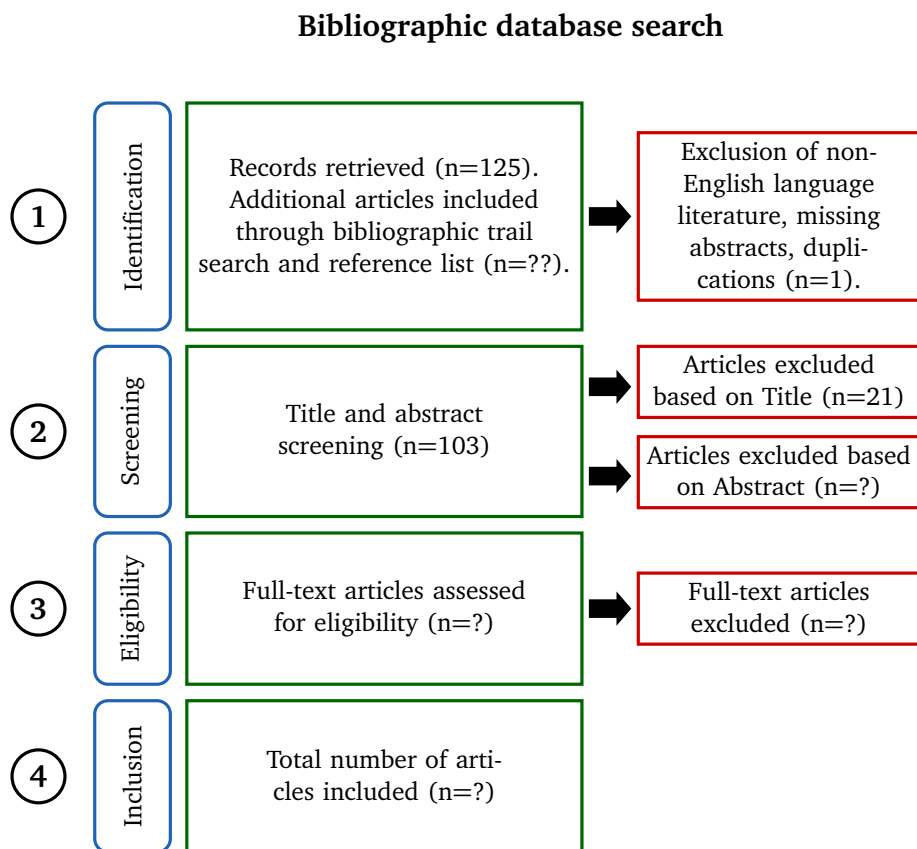 Bibliographic database search
1
Identification
Records retrieved (n=125).
Additional articles included
through bibliographic trail
search and reference list (n=??).
Exclusion of non-
English language
literature, missing
abstracts, dupli-
cations (n=1).
2
Screening
Title and abstract
screening (n=103)
Articles excluded
based on Title (n=21)
Articles excluded based
on Abstract (n=?)
3
Eligibility
Full-text articles assessed
for eligibility (n=?)
Full-text articles
excluded (n=?)
4
Inclusion
Total number of arti-
cles included (n=?)